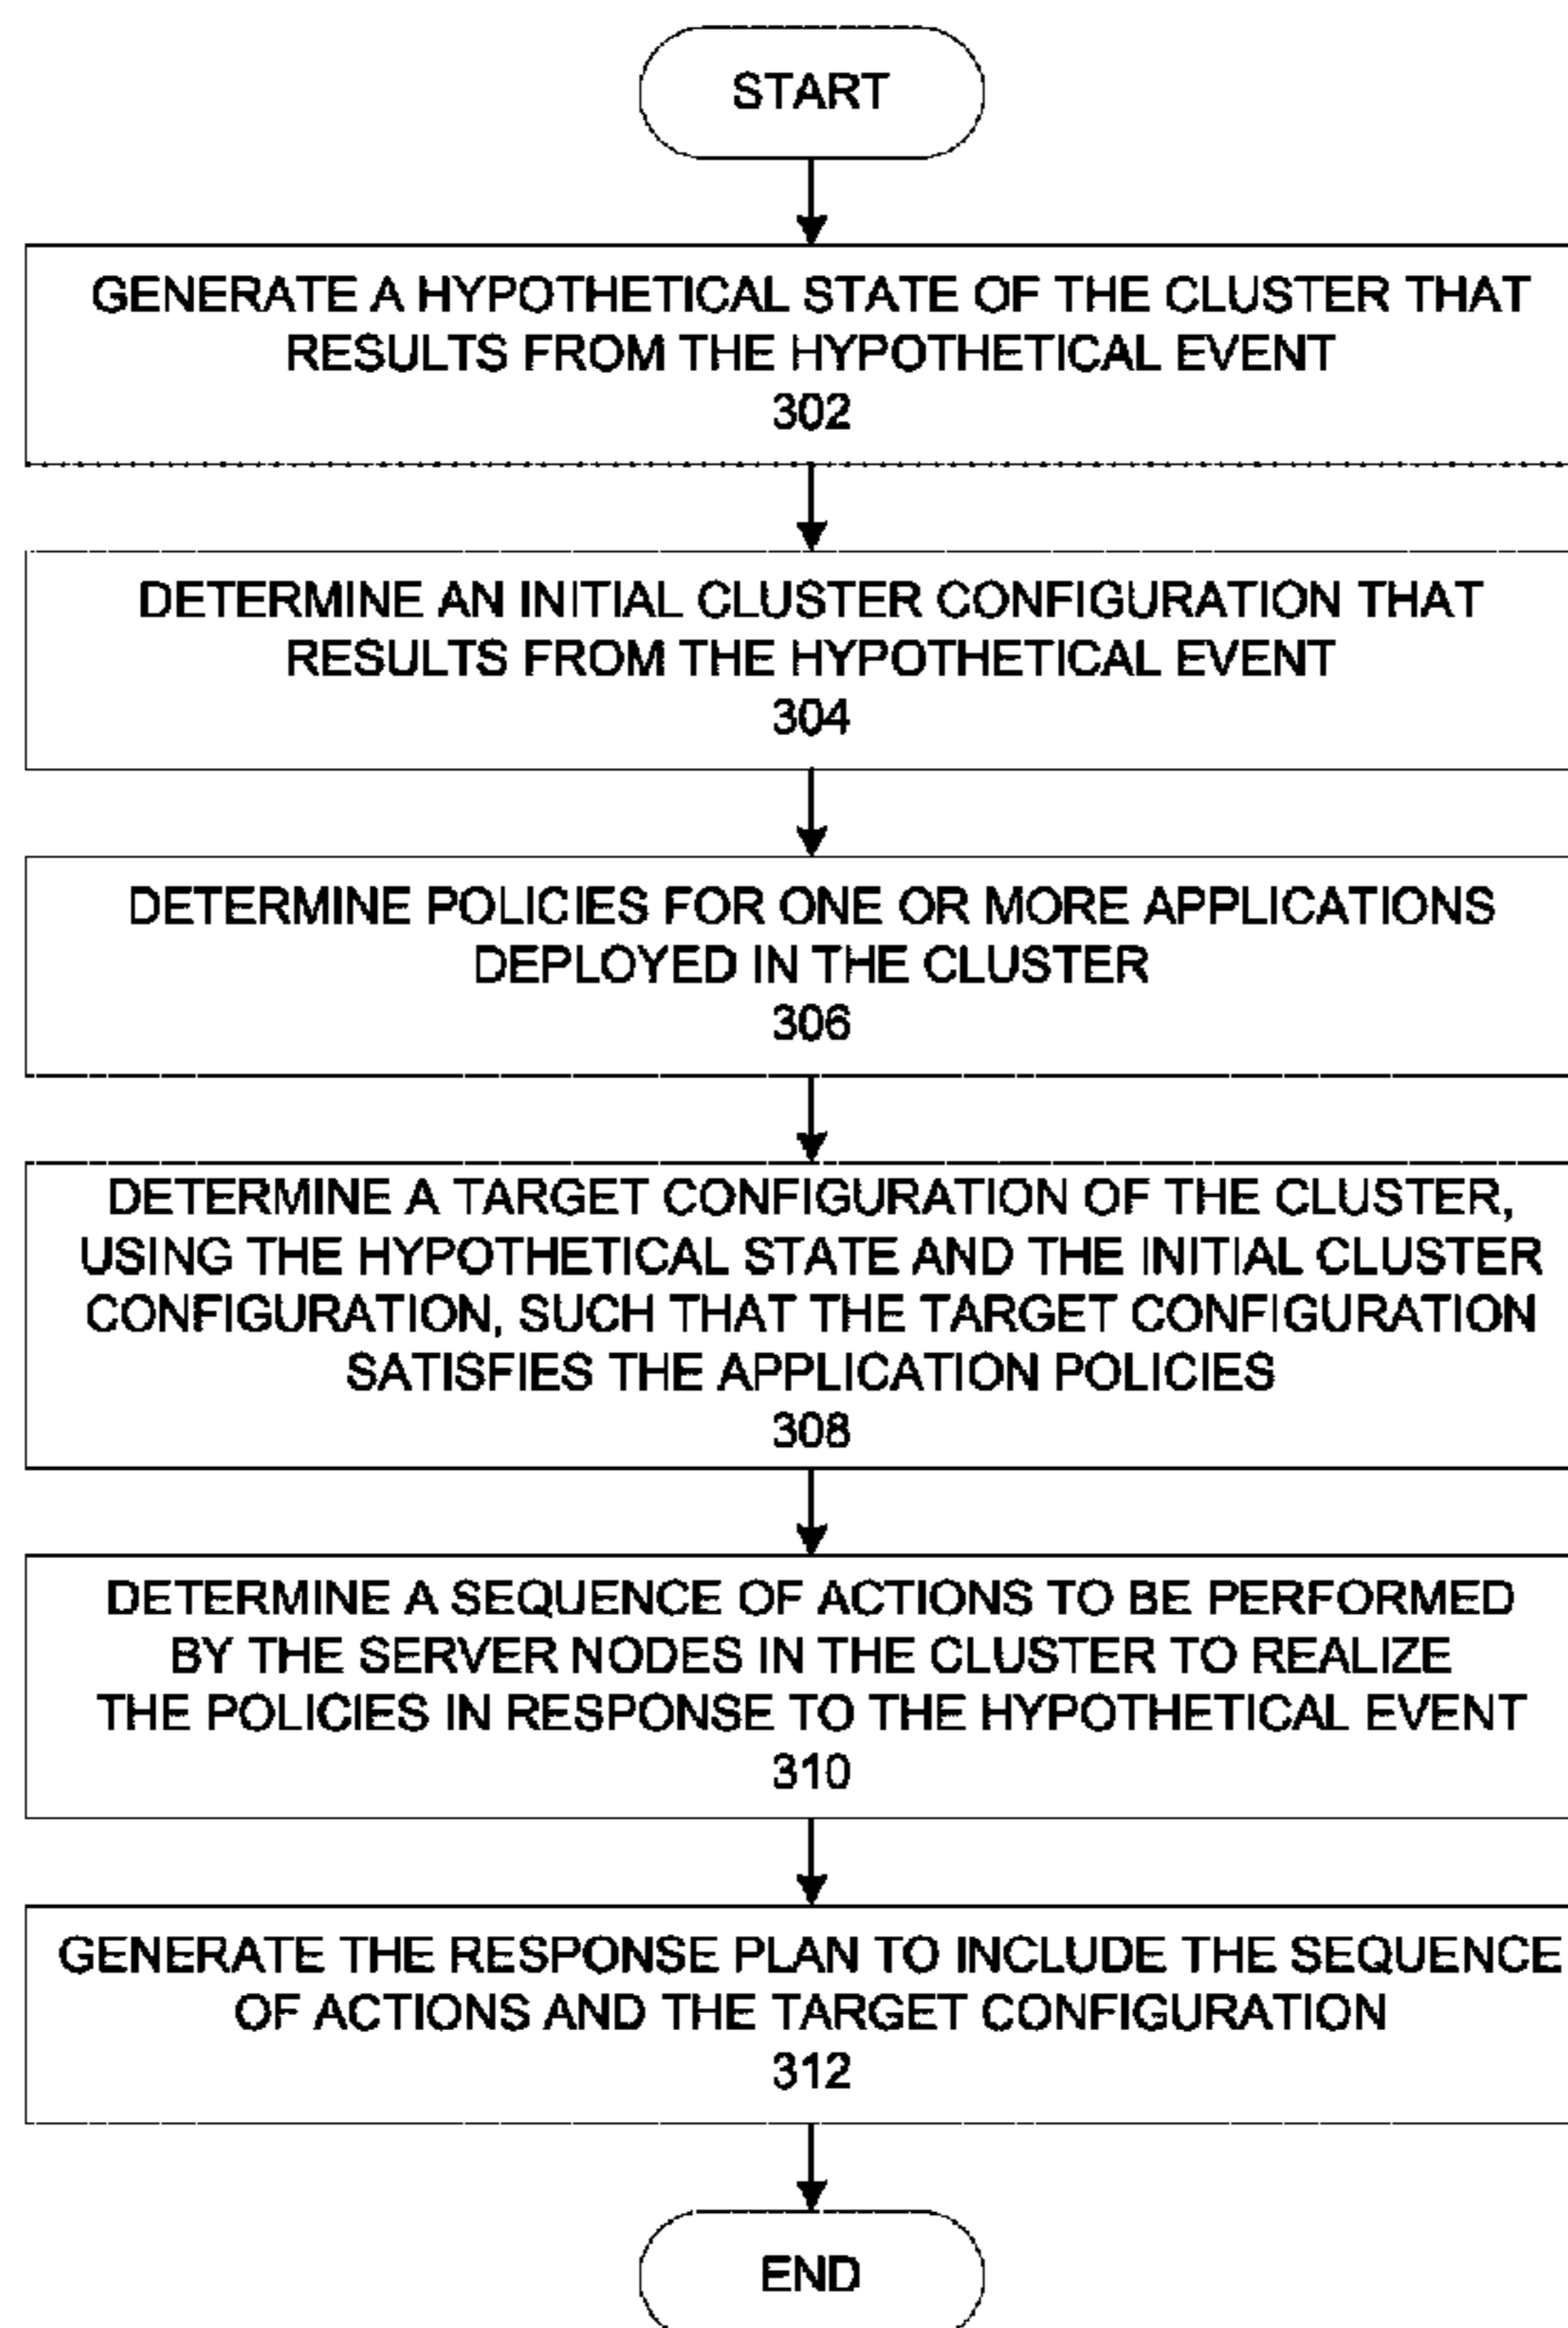 START
GENERATE A HYPOTHETICAL STATE OF THE CLUSTER THAT
RESULTS FROM THE HYPOTHETICAL EVENT
302
DETERMINE AN INITIAL CLUSTER CONFIGURATION THAT
RESULTS FROM THE HYPOTHETICAL EVENT
304
DETERMINE POLICIES FOR ONE OR MORE APPLICATIONS
DEPLOYED IN THE CLUSTER
306
DETERMINE A TARGET CONFIGURATION OF THE CLUSTER,
USING THE HYPOTHETICAL STATE AND THE INITIAL CLUSTER
CONFIGURATION, SUCH THAT THE TARGET CONFIGURATION
SATISFIES THE APPLICATION POLICIES
308
DETERMINE A SEQUENCE OF ACTIONS TO BE PERFORMED
BY THE SERVER NODES IN THE CLUSTER TO REALIZE
THE POLICIES IN RESPONSE TO THE HYPOTHETICAL EVENT
310
GENERATE THE RESPONSE PLAN TO INCLUDE THE SEQUENCE
OF ACTIONS AND THE TARGET CONFIGURATION
312
END